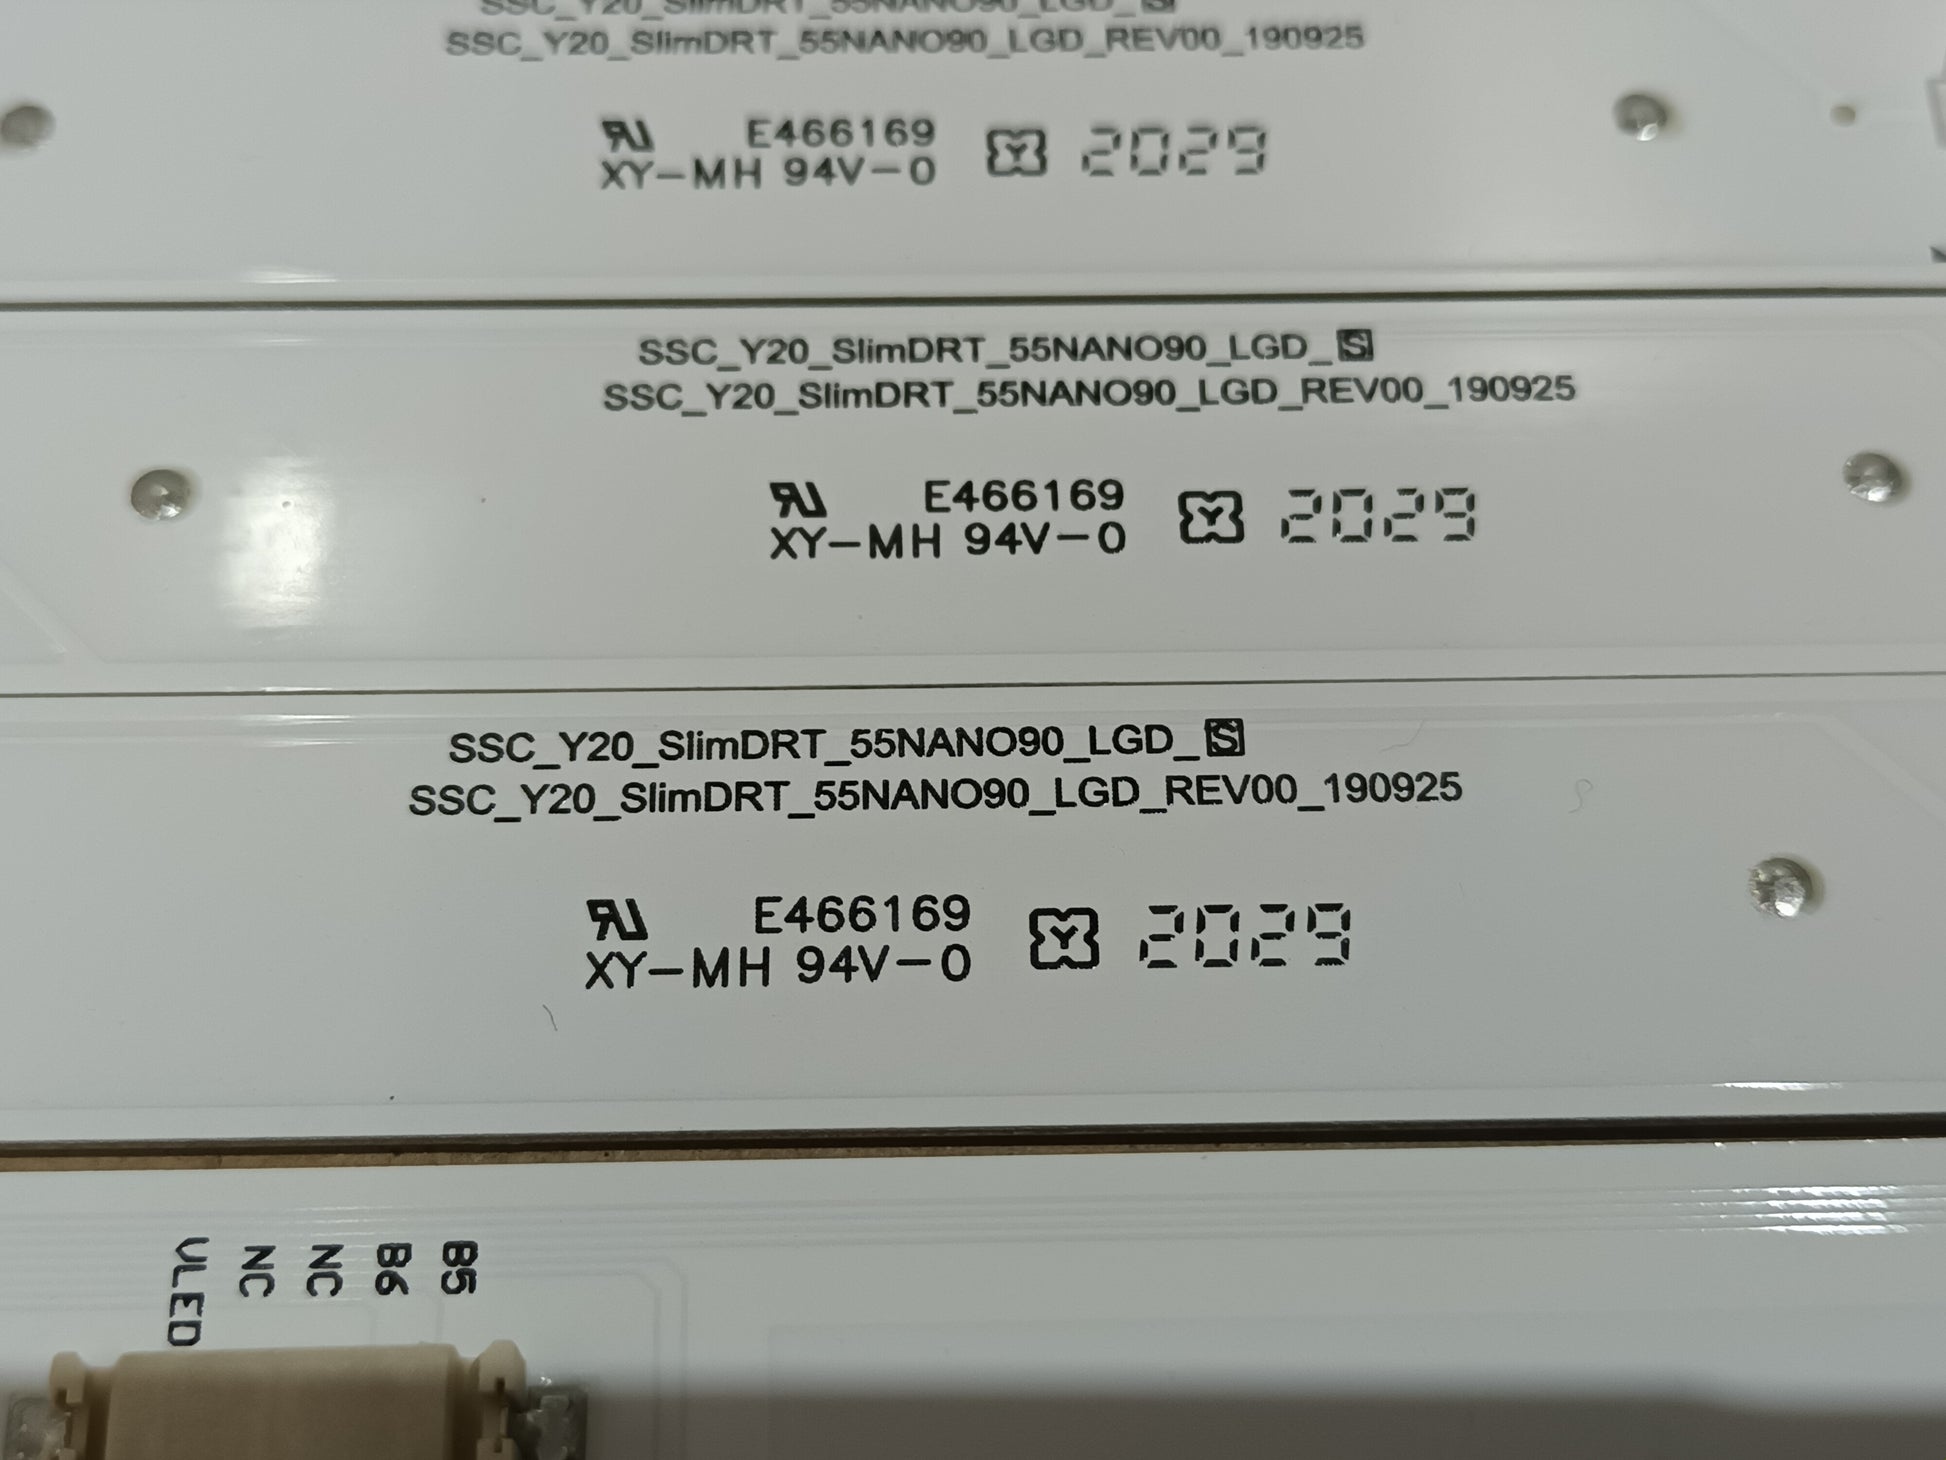 SSC_Y20_SlimDRT_55NANO90_LGD_S
SSC_Y20_SlimDRT_55NANO90_LGD_REV00_190925
E466169
XY-MH 94V-0 Y 2029
SSC_Y20_SlimDRT_55NANO90_LGD_S
SSC_Y20_SlimDRT_55NANO90_LGD_REV00_190925
E466169
XY-MH 94V-0 Y 2029
SSC_Y20_SlimDRT_55NANO90_LGD_S
SSC_Y20_SlimDRT_55NANO90_LGD_REV00_190925
E466169
XY-MH 94V-0 Y 2029
VLED
NC
NC
B6
B5